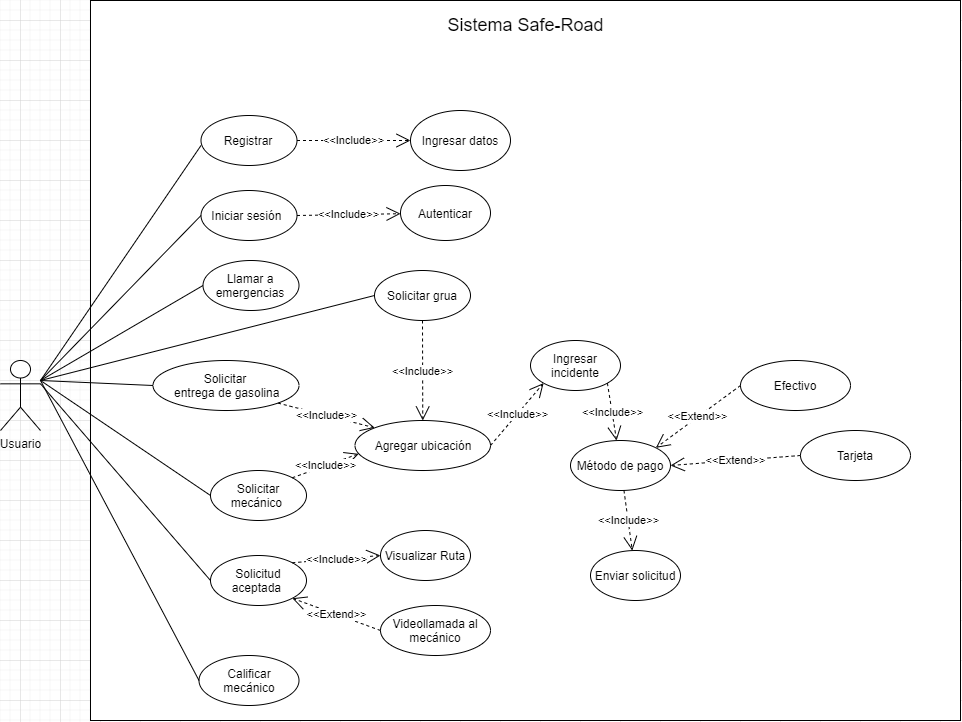 Sistema Safe-Road
Registrar
<<Include>>
Ingresar datos
Iniciar sesión
<<Include>>
Autenticar
Llamar a
emergencias
Solicitar grua
<<Include>>
Ingresar
incidente
Solicitar
entrega de gasolina
<<Include>>
Efectivo
<<Include>>
<<Include>>
<<Extend>>
Usuario
Agregar ubicación
<<Include>>
Método de pago
<<Extend>>
Tarjeta
Solicitar
mecánico
<<Include>>
Enviar solicitud
Solicitud
aceptada
<<Include>>
Visualizar Ruta
<<Extend>>
Videollamada al
mecánico
Calificar
mecánico